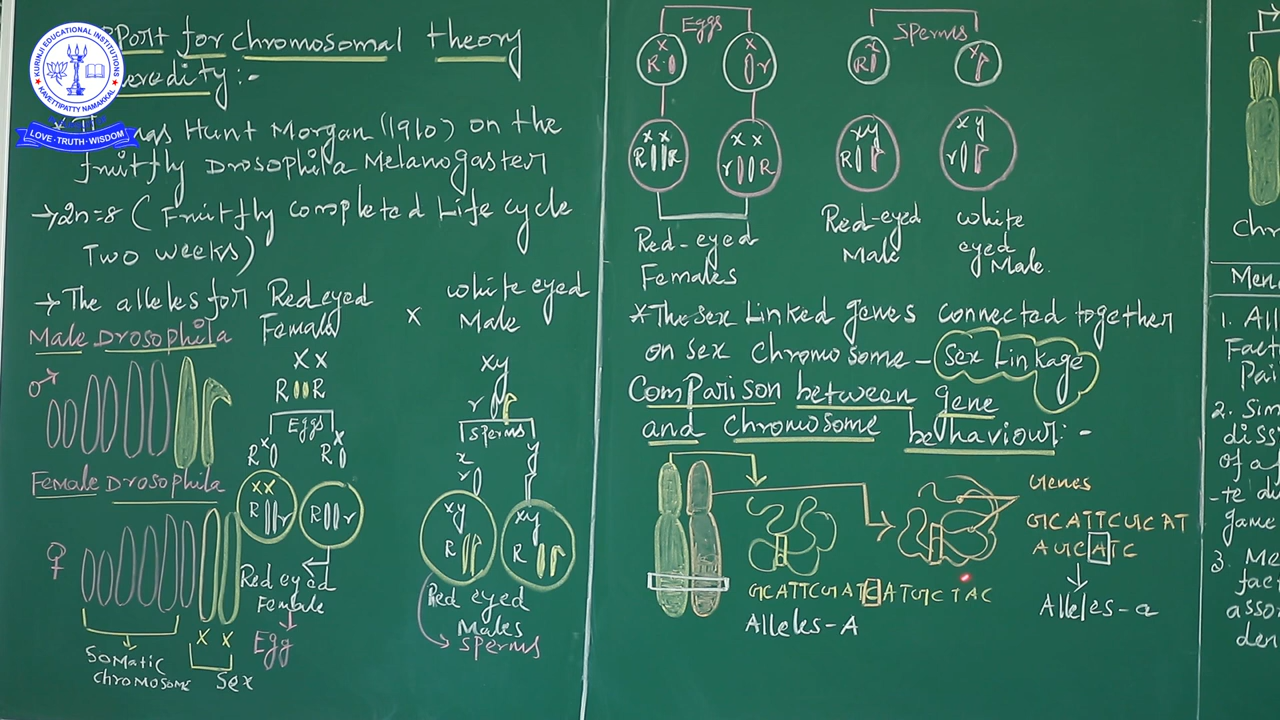 KURINJI EDUCATIONAL INSTITUTIONS
KAVETTIPATTY NAMAKKAL
LOVE • TRUTH • WISDOM
PPort for chromosomal theory
eredity:-
Hunt Morgan (1910) on the
fruitfly Drosophila Melanogaster
→ 2n=8 ( Fruitfly completed Life cycle
Two weeks)
→ The alleles for Red eyed × white eyed
Female Male
Male Drosophila
♂
Female Drosophila
♀
Somatic
chromosome
X X
Sex
X X
R R
Eggs
X X
R R
XX
R r
R r
Red eyed
Female
Egg
xy
r
Sperms
x y
r
xy
R
xy
R
Red eyed
Males
Sperms
Eggs
X X
R r
X X X X
R R r R
Red-eyed
Females
Sperms
x
R r
xy x y
R r
Red-eyed
Male
white
eyed
Male.
* The sex Linked genes connected together
on sex chromosome - Sex Linkage
Comparison between gene
and chromosome behaviour:-
GCATTCGATGATGCTAC
Alleles-A
Genes
GCATTCGCAT
AGCATC
Alleles-a
Chr
Men
1. All
Fact
Pai
2. Sim
diss
of a
-te d
game
3. Me
fac
asso
den